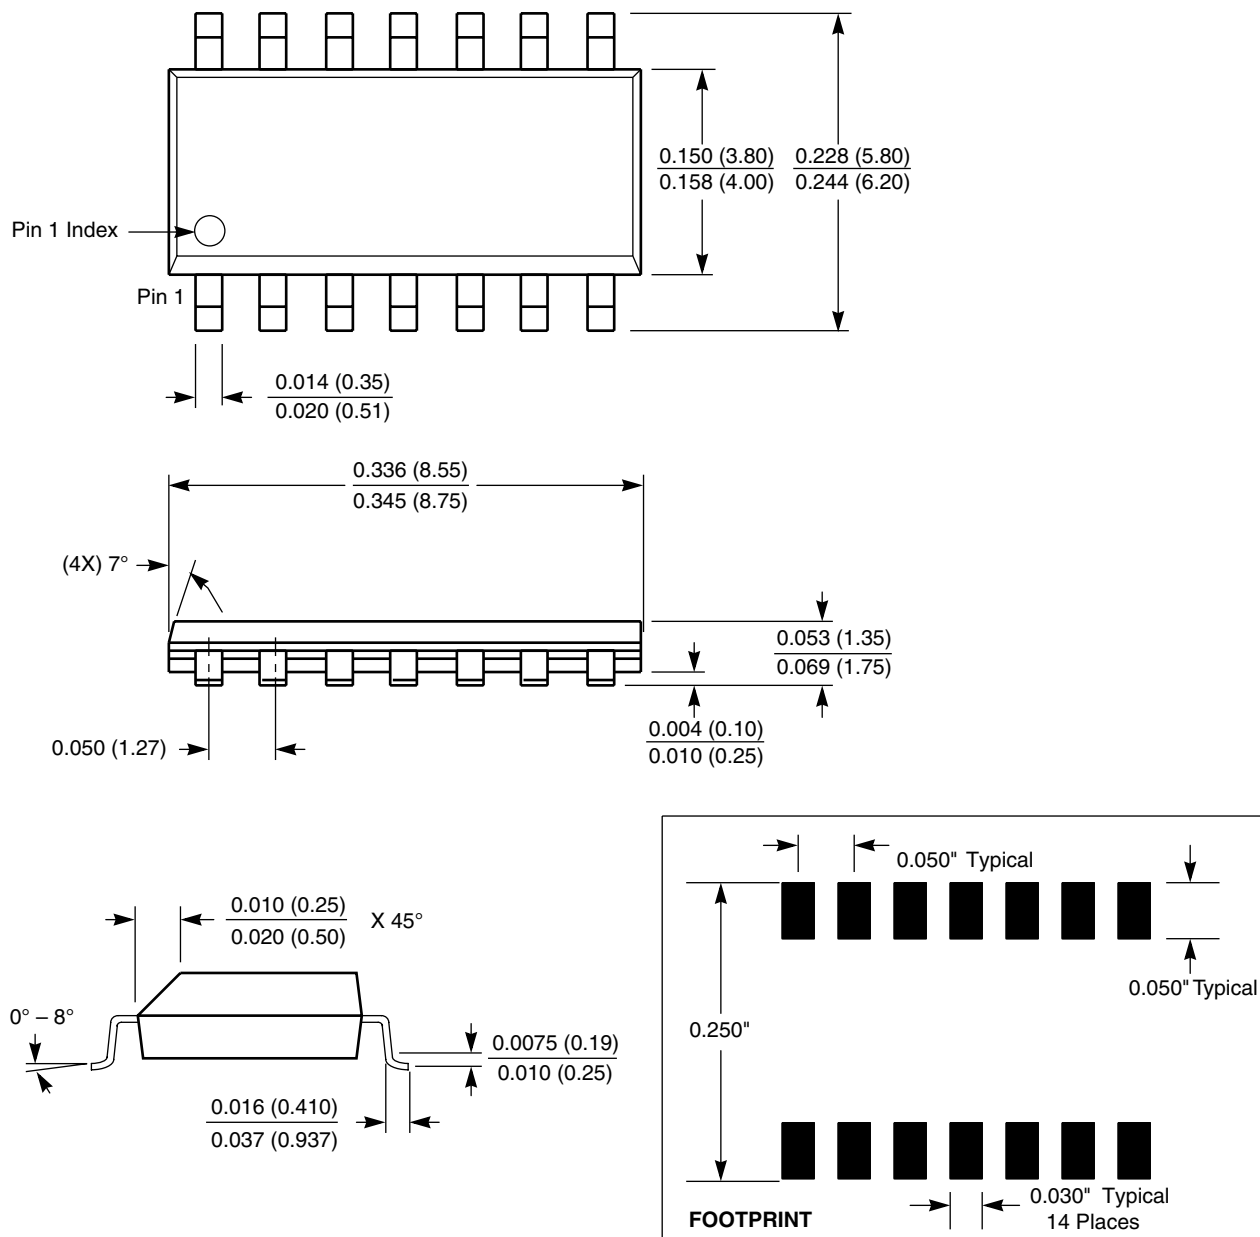 0.150 (3.80)
0.158 (4.00)
0.228 (5.80)
0.244 (6.20)
Pin 1 Index
Pin 1
0.014 (0.35)
0.020 (0.51)
0.336 (8.55)
0.345 (8.75)
(4X) 7°
0.053 (1.35)
0.069 (1.75)
0.004 (0.10)
0.010 (0.25)
0.050 (1.27)
0.010 (0.25)
0.020 (0.50)
X 45°
0° – 8°
0.0075 (0.19)
0.010 (0.25)
0.016 (0.410)
0.037 (0.937)
0.050" Typical
0.050" Typical
0.250"
0.030" Typical
14 Places
FOOTPRINT